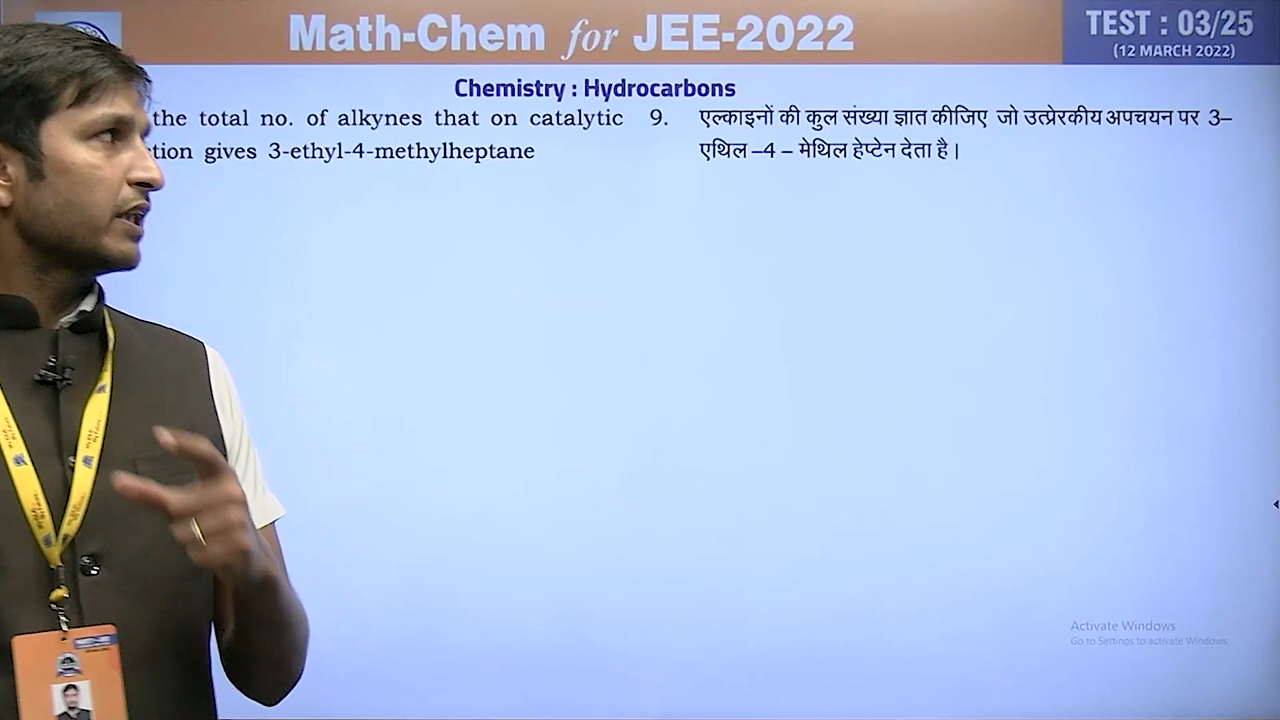 Math-Chem for JEE-2022
TEST : 03/25
(12 MARCH 2022)
Chemistry : Hydrocarbons
the total no. of alkynes that on catalytic
tion gives 3-ethyl-4-methylheptane
9. एल्काइनों की कुल संख्या ज्ञात कीजिए जो उत्प्रेरकीय अपचयन पर 3–
एथिल –4 – मेथिल हेप्टेन देता है।
Activate Windows
Go to Settings to activate Windows.